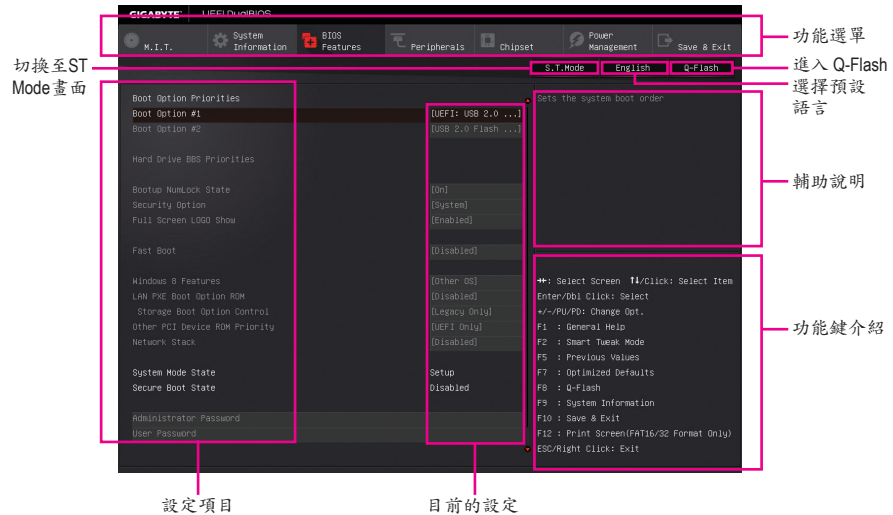 GIGABYTE UEFI DualBIOS
M.I.T.
System Information
BIOS Features
Peripherals
Chipset
Power Management
Save & Exit
功能選單
切換至ST Mode畫面
S.T.Mode
English
Q-Flash
進入 Q-Flash
選擇預設語言
Boot Option Priorities
Boot Option #1 [UEFI: USB 2.0 ...]
Boot Option #2 [USB 2.0 Flash ...]
Hard Drive BBS Priorities
Bootup NumLock State [On]
Security Option [System]
Full Screen LOGO Show [Enabled]
Fast Boot [Disabled]
Windows 8 Features [Other OS]
LAN PXE Boot Option ROM [Disabled]
Storage Boot Option Control [Legacy Only]
Other PCI Device ROM Priority [UEFI Only]
Network Stack [Disabled]
System Mode State Setup
Secure Boot State Disabled
Administrator Password
User Password
Sets the system boot order
輔助說明
→←: Select Screen ↑↓/Click: Select Item
Enter/Dbl Click: Select
+/-/PU/PD: Change Opt.
F1 : General Help
F2 : Smart Tweak Mode
F5 : Previous Values
F7 : Optimized Defaults
F8 : Q-Flash
F9 : System Information
F10 : Save & Exit
F12 : Print Screen(FAT16/32 Format Only)
ESC/Right Click: Exit
功能鍵介紹
設定項目
目前的設定